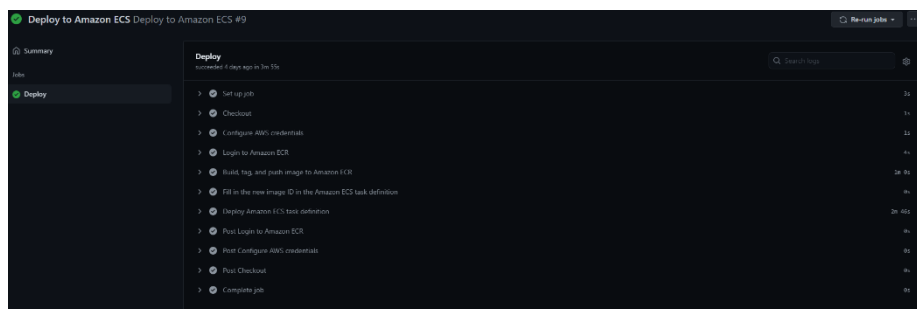 Deploy to Amazon ECS Deploy to Amazon ECS #9
Re-run jobs
Summary
Jobs
Deploy
Deploy
succeeded 4 days ago in 3m 55s
Search logs
Set up job 3s
Checkout 1s
Configure AWS credentials 1s
Login to Amazon ECR
Build, tag, and push image to Amazon ECR
Fill in the new image ID in the Amazon ECS task definition 0s
Deploy Amazon ECS task definition 2m 46s
Post Login to Amazon ECR 0s
Post Configure AWS credentials 0s
Post Checkout 0s
Complete job 0s